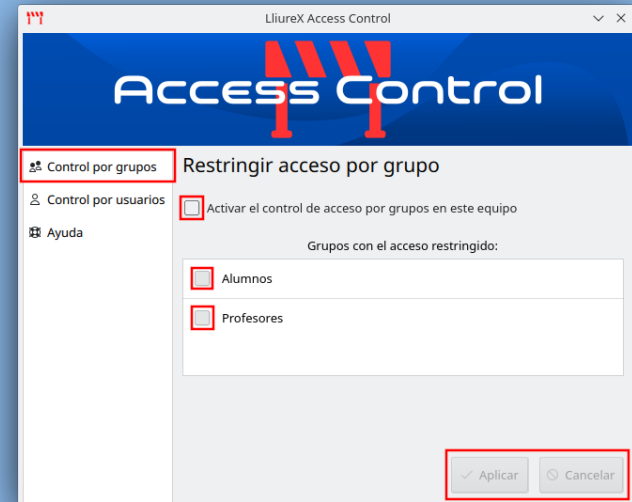 LliureX Access Control
Access Control
Control por grupos
Control por usuarios
Ayuda
Restringir acceso por grupo
Activar el control de acceso por grupos en este equipo
Grupos con el acceso restringido:
Alumnos
Profesores
Aplicar
Cancelar